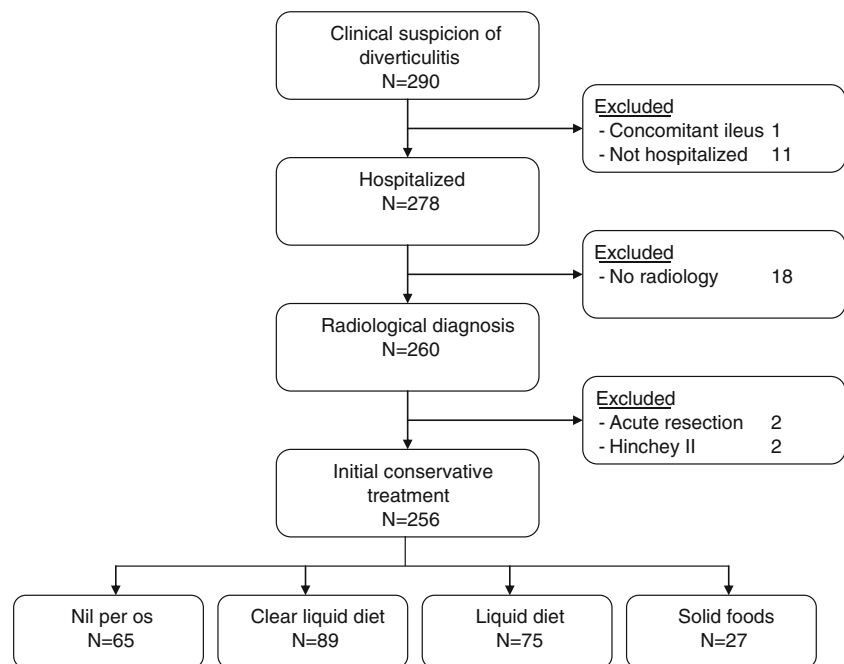 Clinical suspicion of
diverticulitis
N=290
Excluded
- Concomitant ileus 1
- Not hospitalized 11
Hospitalized
N=278
Excluded
- No radiology 18
Radiological diagnosis
N=260
Excluded
- Acute resection 2
- Hinchey II 2
Initial conservative
treatment
N=256
Nil per os
N=65
Clear liquid diet
N=89
Liquid diet
N=75
Solid foods
N=27